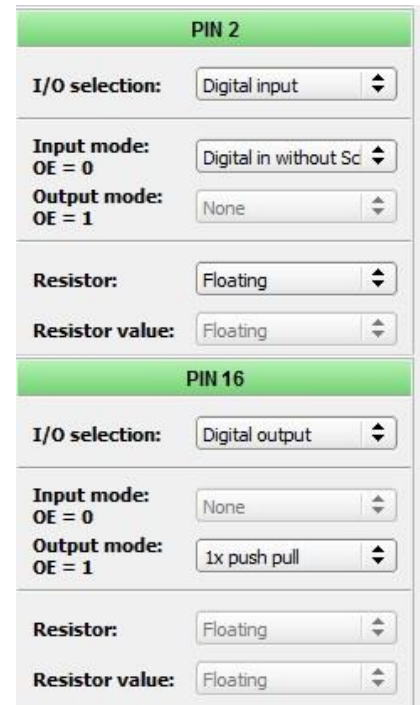 PIN 2
I/O selection: Digital input
Input mode: OE = 0 Digital in without Sc
Output mode: OE = 1 None
Resistor: Floating
Resistor value: Floating
PIN 16
I/O selection: Digital output
Input mode: OE = 0 None
Output mode: OE = 1 1x push pull
Resistor: Floating
Resistor value: Floating